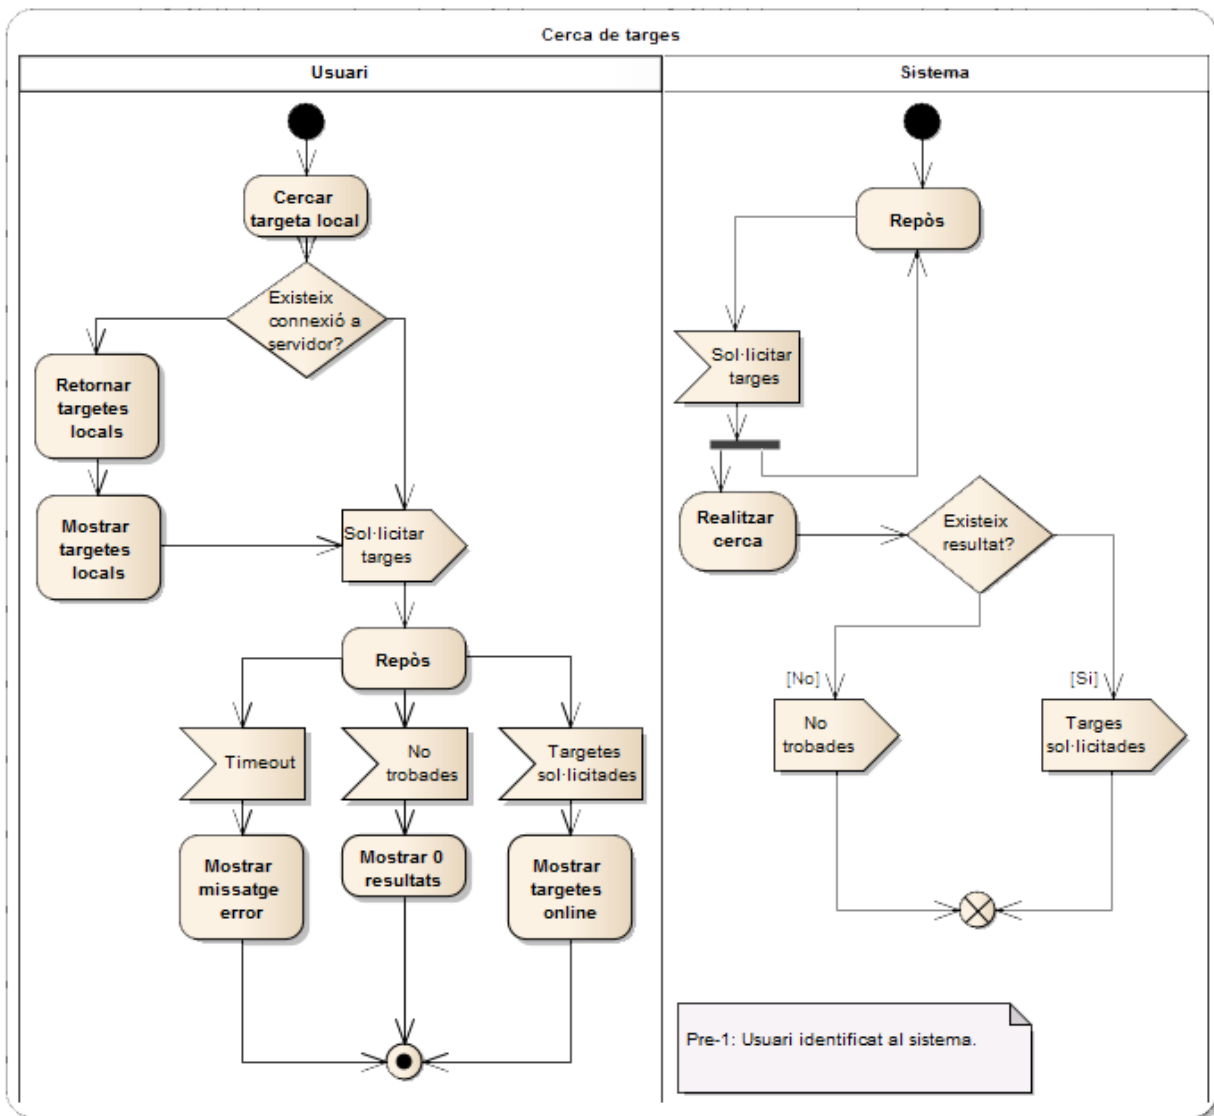 Cerca de targes
Usuari
Sistema
Cercar
targeta local
Existeix
connexió a
servidor?
Retornar
targetes
locals
Mostrar
targetes
locals
Sol·licitar
targes
Repòs
Timeout
No
trobades
Targetes
sol·licitades
Mostrar
missatge
error
Mostrar 0
resultats
Mostrar
targetes
online
Repòs
Sol·licitar
targes
Realitzar
cerca
Existeix
resultat?
[No]
[Si]
No
trobades
Targes
sol·licitades
Pre-1: Usuari identificat al sistema.